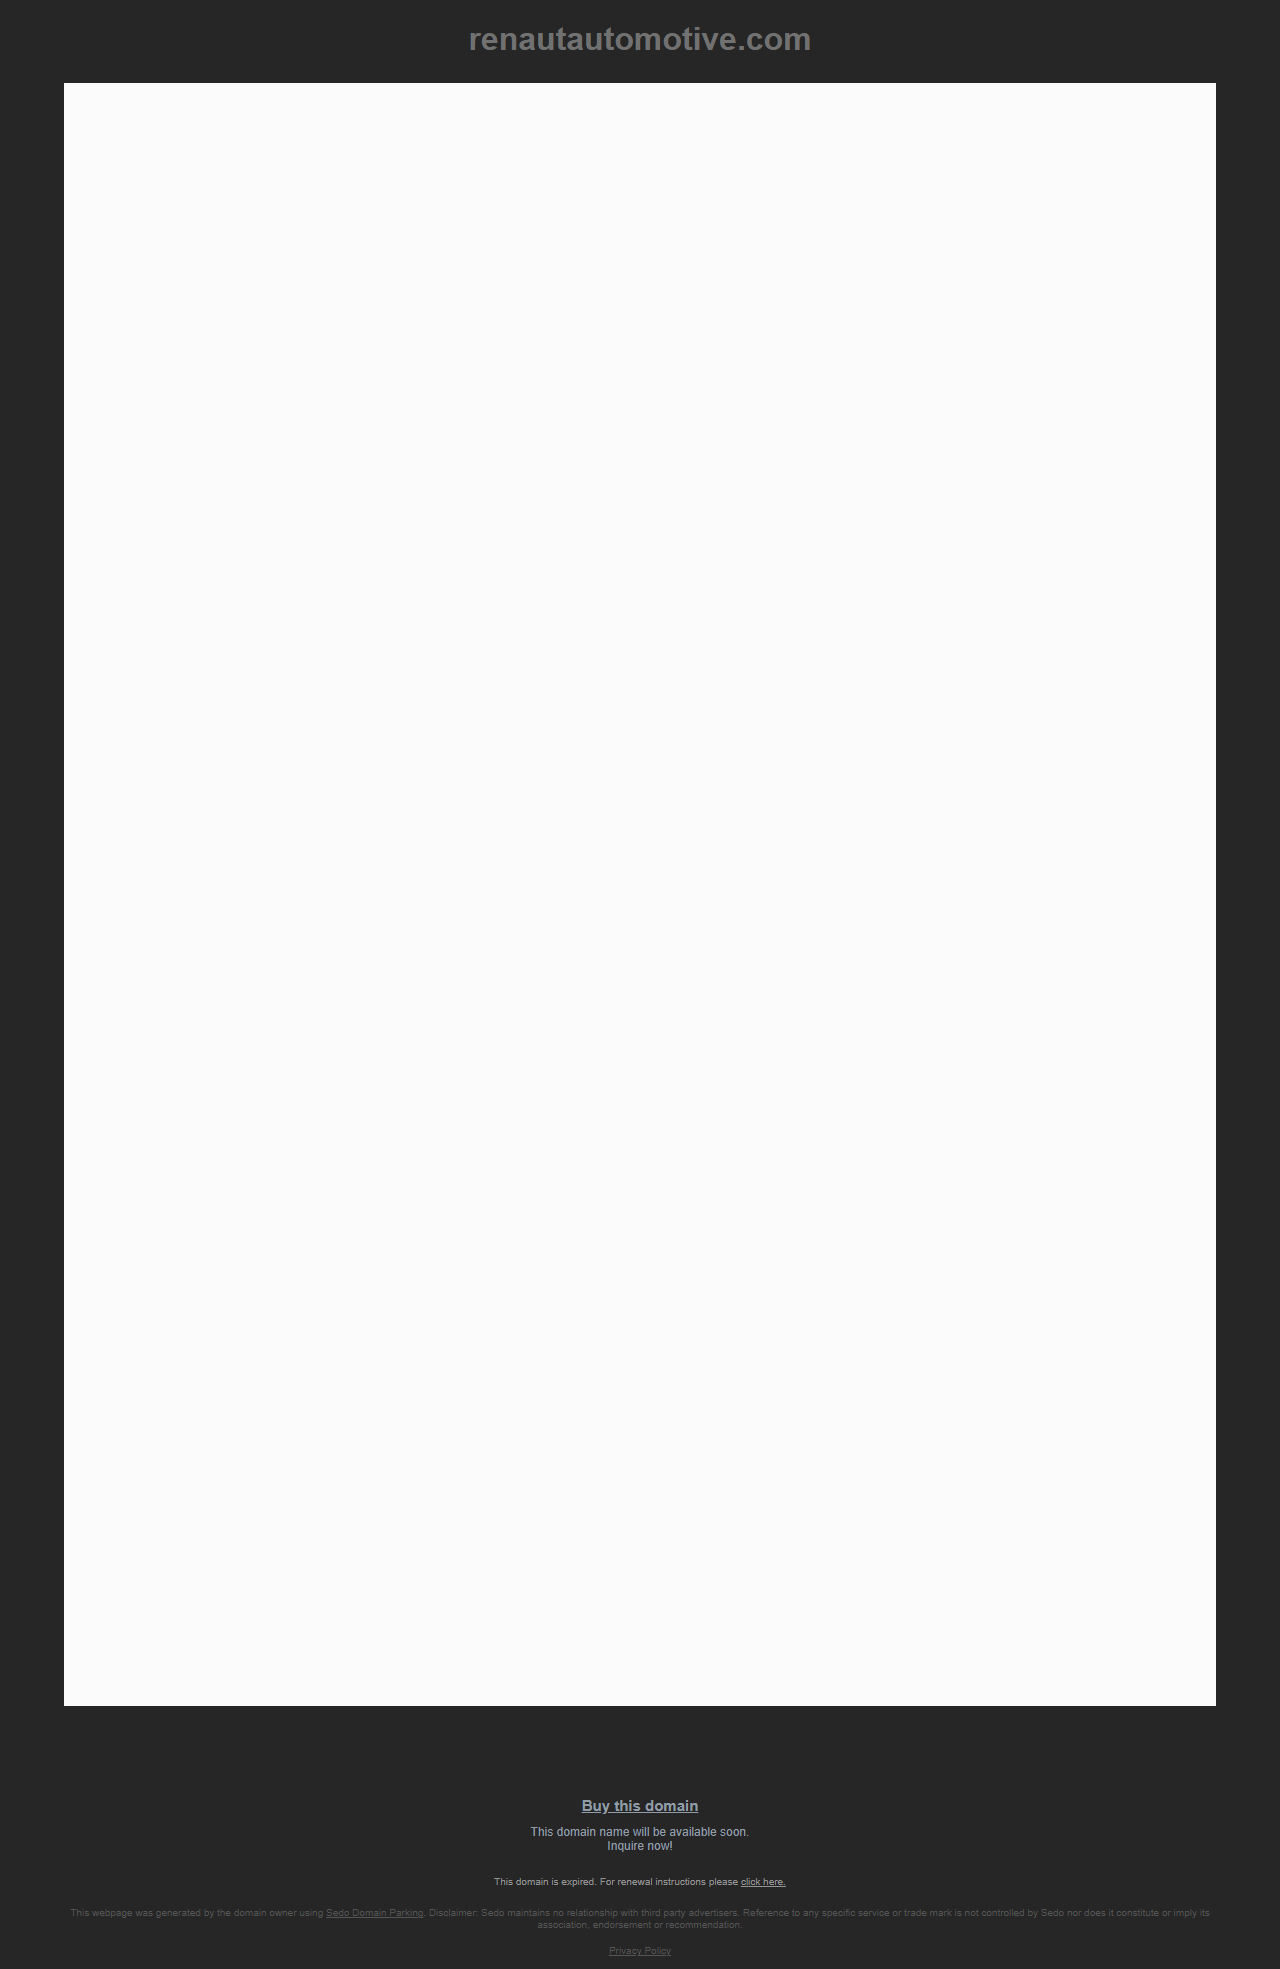 renautautomotive.com
Buy this domain
This domain name will be available soon.
Inquire now!
This domain is expired. For renewal instructions please click here.
This webpage was generated by the domain owner using Sedo Domain Parking. Disclaimer: Sedo maintains no relationship with third party advertisers. Reference to any specific service or trade mark is not controlled by Sedo nor does it constitute or imply its
association, endorsement or recommendation.
Privacy Policy